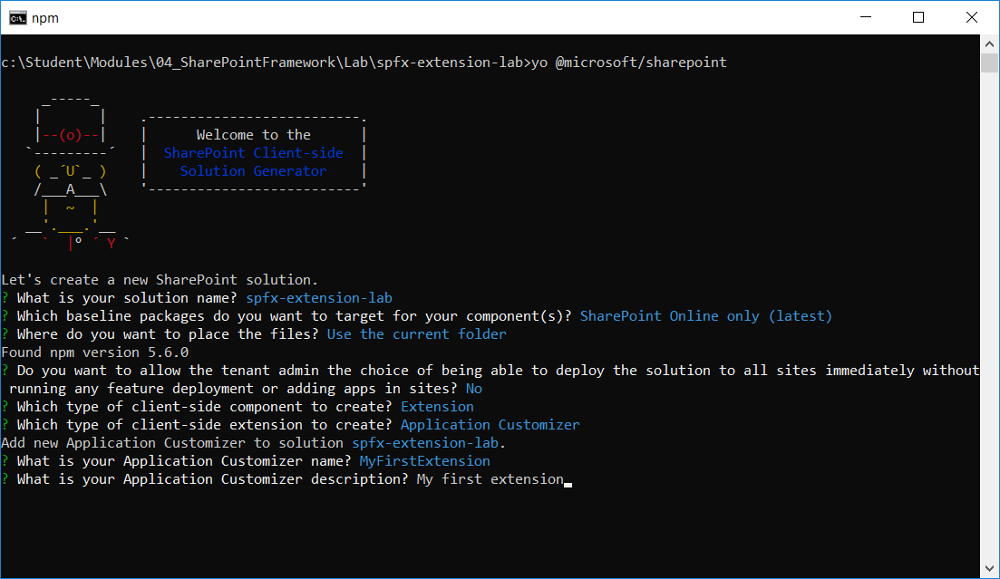 npm
c:\Student\Modules\04_SharePointFramework\Lab\spfx-extension-lab>yo @microsoft/sharepoint
     _-----_
    |       |    .--------------------------.
    |--(o)--|    |      Welcome to the      |
   `---------´   |  SharePoint Client-side  |
    ( _´U`_ )    |    Solution Generator    |
    /___A___\    '--------------------------'
     |  ~  |
   __'.___.'__
 ´   `  |° ´ Y `
Let's create a new SharePoint solution.
? What is your solution name? spfx-extension-lab
? Which baseline packages do you want to target for your component(s)? SharePoint Online only (latest)
? Where do you want to place the files? Use the current folder
Found npm version 5.6.0
? Do you want to allow the tenant admin the choice of being able to deploy the solution to all sites immediately without
running any feature deployment or adding apps in sites? No
? Which type of client-side component to create? Extension
? Which type of client-side extension to create? Application Customizer
Add new Application Customizer to solution spfx-extension-lab.
? What is your Application Customizer name? MyFirstExtension
? What is your Application Customizer description? My first extension